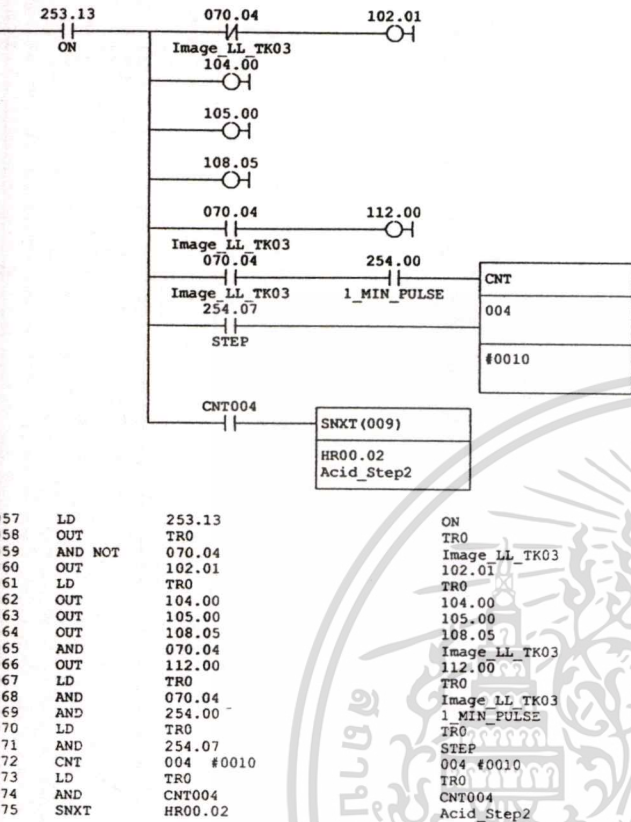 253.13 070.04 102.01
ON Image_LL_TK03
104.00
105.00
108.05
070.04 112.00
Image_LL_TK03
070.04 254.00
Image_LL_TK03 1_MIN_PULSE
CNT
254.07
004
STEP
#0010
CNT004
SNXT(009)
HR00.02
Acid_Step2
57 LD 253.13 ON
58 OUT TR0 TR0
59 AND NOT 070.04 Image_LL_TK03
60 OUT 102.01 102.01
61 LD TR0 TR0
62 OUT 104.00 104.00
63 OUT 105.00 105.00
64 OUT 108.05 108.05
65 AND 070.04 Image_LL_TK03
66 OUT 112.00 112.00
67 LD TR0 TR0
68 AND 070.04 Image_LL_TK03
69 AND 254.00 1_MIN_PULSE
70 LD TR0 TR0
71 AND 254.07 STEP
72 CNT 004 #0010 004 #0010
73 LD TR0 TR0
74 AND CNT004 CNT004
75 SNXT HR00.02 Acid_Step2